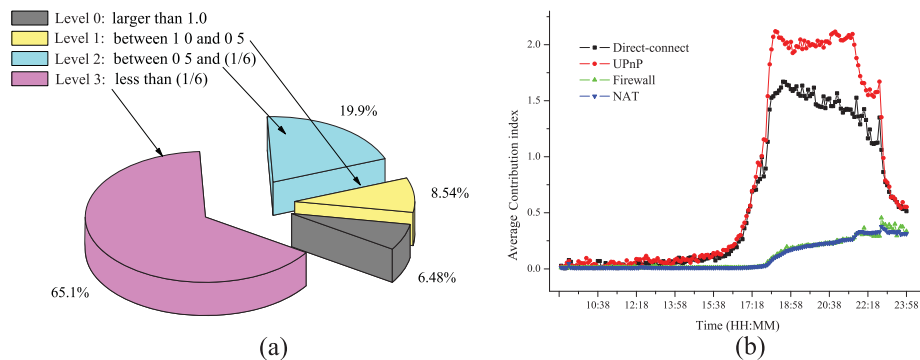 Level 0: larger than 1.0
Level 1: between 1 0 and 0 5
Level 2: between 0 5 and (1/6)
Level 3: less than (1/6)
19.9%
8.54%
6.48%
65.1%
(a)
Average Contribution index
2.0
1.5
1.0
0.5
0.0
Direct-connect
UPnP
Firewall
NAT
10:38 12:18 13:58 15:38 17:18 18:58 20:38 22:18 23:58
Time (HH:MM)
(b)